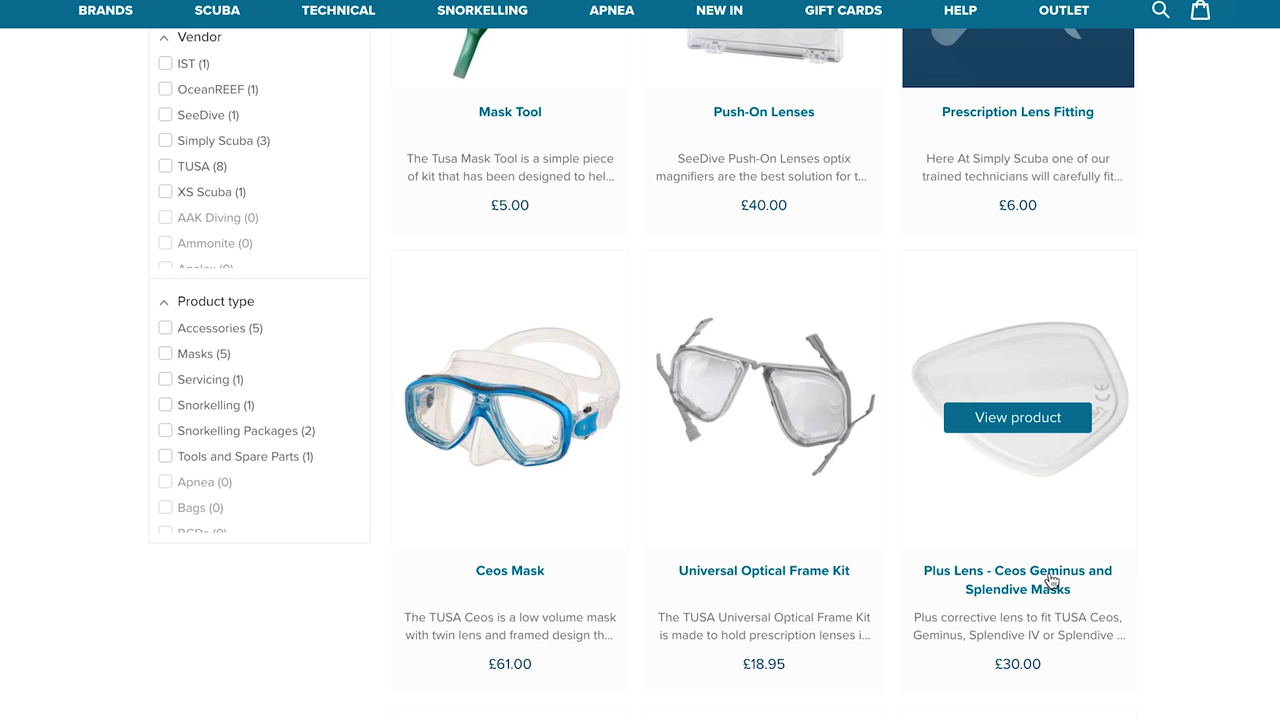 BRANDS SCUBA TECHNICAL SNORKELLING APNEA NEW IN GIFT CARDS HELP OUTLET
Vendor
IST (1)
OceanREEF (1)
SeeDive (1)
Simply Scuba (3)
TUSA (8)
XS Scuba (1)
AAK Diving (0)
Ammonite (0)
Product type
Accessories (5)
Masks (5)
Servicing (1)
Snorkelling (1)
Snorkelling Packages (2)
Tools and Spare Parts (1)
Apnea (0)
Bags (0)
Mask Tool
The Tusa Mask Tool is a simple piece
of kit that has been designed to hel...
£5.00
Push-On Lenses
SeeDive Push-On Lenses optix
magnifiers are the best solution for t...
£40.00
Prescription Lens Fitting
Here At Simply Scuba one of our
trained technicians will carefully fit...
£6.00
Ceos Mask
The TUSA Ceos is a low volume mask
with twin lens and framed design th...
£61.00
Universal Optical Frame Kit
The TUSA Universal Optical Frame Kit
is made to hold prescription lenses i...
£18.95
View product
Plus Lens - Ceos Geminus and
Splendive Masks
Plus corrective lens to fit TUSA Ceos,
Geminus, Splendive IV or Splendive ...
£30.00